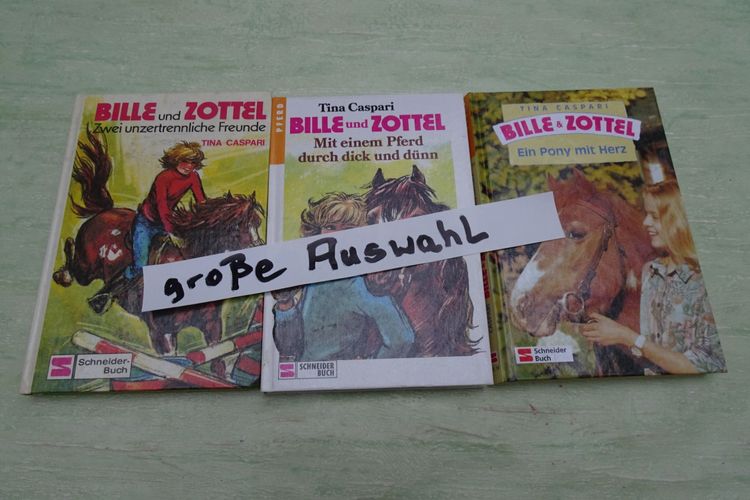 BILLE und ZOTTEL
Zwei unzertrennliche Freunde
TINA CASPARI
Schneider-
Buch
PFERD
Tina Caspari
BILLE und ZOTTEL
Mit einem Pferd
durch dick und dünn
SCHNEIDER
BUCH
TINA CASPARI
BILLE & ZOTTEL
Ein Pony mit Herz
Schneider
Buch
große Auswahl